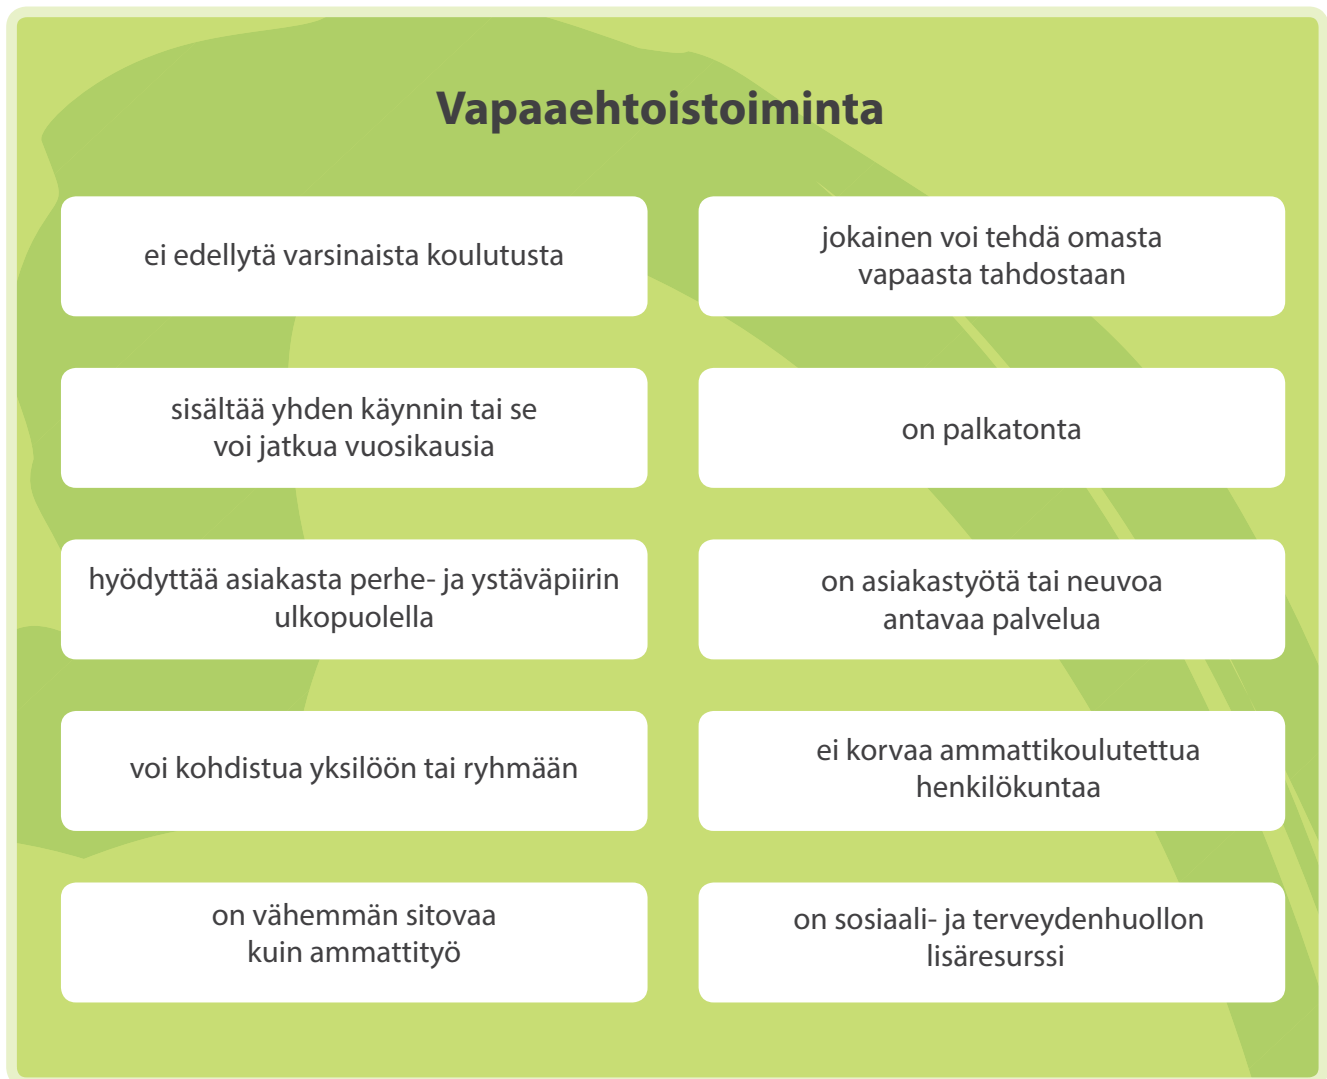 Vapaaehtoistoiminta
ei edellytä varsinaista koulutusta
jokainen voi tehdä omasta
vapaasta tahdostaan
sisältää yhden käynnin tai se
voi jatkua vuosikausia
on palkatonta
hyödyttää asiakasta perhe- ja ystäväpiirin
ulkopuolella
on asiakastyötä tai neuvoa
antavaa palvelua
voi kohdistua yksilöön tai ryhmään
ei korvaa ammattikoulutettua
henkilökuntaa
on vähemmän sitovaa
kuin ammattityö
on sosiaali- ja terveydenhuollon
lisäresurssi